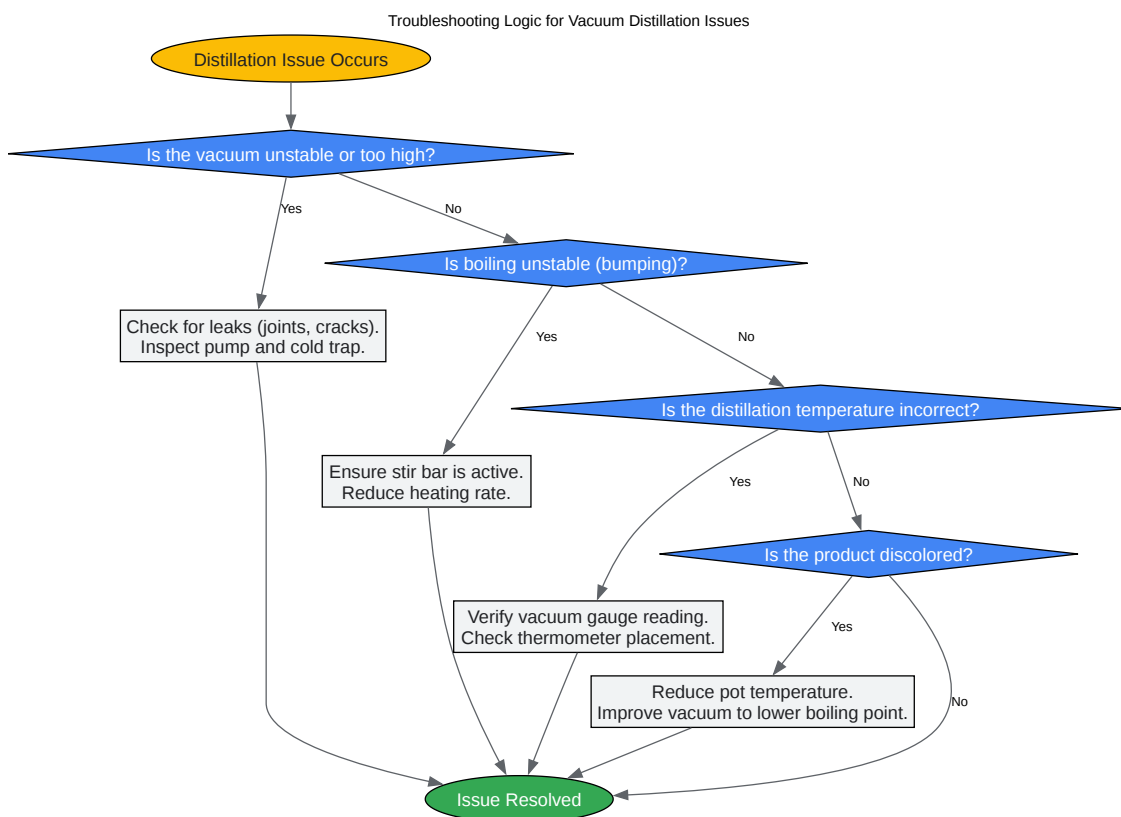 Troubleshooting Logic for Vacuum Distillation Issues
Distillation Issue Occurs
Is the vacuum unstable or too high?
Yes
No
Is boiling unstable (bumping)?
Check for leaks (joints, cracks).
Inspect pump and cold trap.
Yes
No
Is the distillation temperature incorrect?
Ensure stir bar is active.
Reduce heating rate.
Yes
No
Is the product discolored?
Verify vacuum gauge reading.
Check thermometer placement.
Yes
Reduce pot temperature.
Improve vacuum to lower boiling point.
No
Issue Resolved